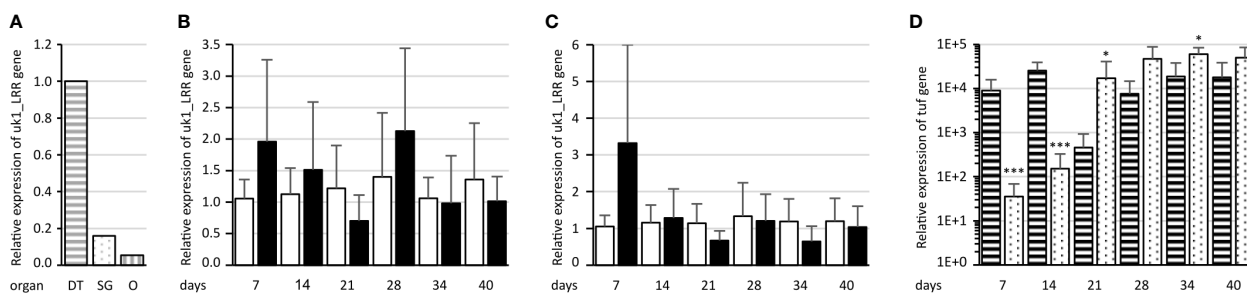 A
Relative expression of uk1_LRR gene
1.2
1.0
0.8
0.6
0.4
0.2
0.0
organ DT SG O
B
Relative expression of uk1_LRR gene
3.5
3.0
2.5
2.0
1.5
1.0
0.5
0.0
days 7 14 21 28 34 40
C
Relative expression of uk1_LRR gene
6
5
4
3
2
1
0
days 7 14 21 28 34 40
D
Relative expression of tuf gene
1E+5
1E+4
1E+3
1E+2
1E+1
1E+0
*** *** * *
days 7 14 21 28 34 40